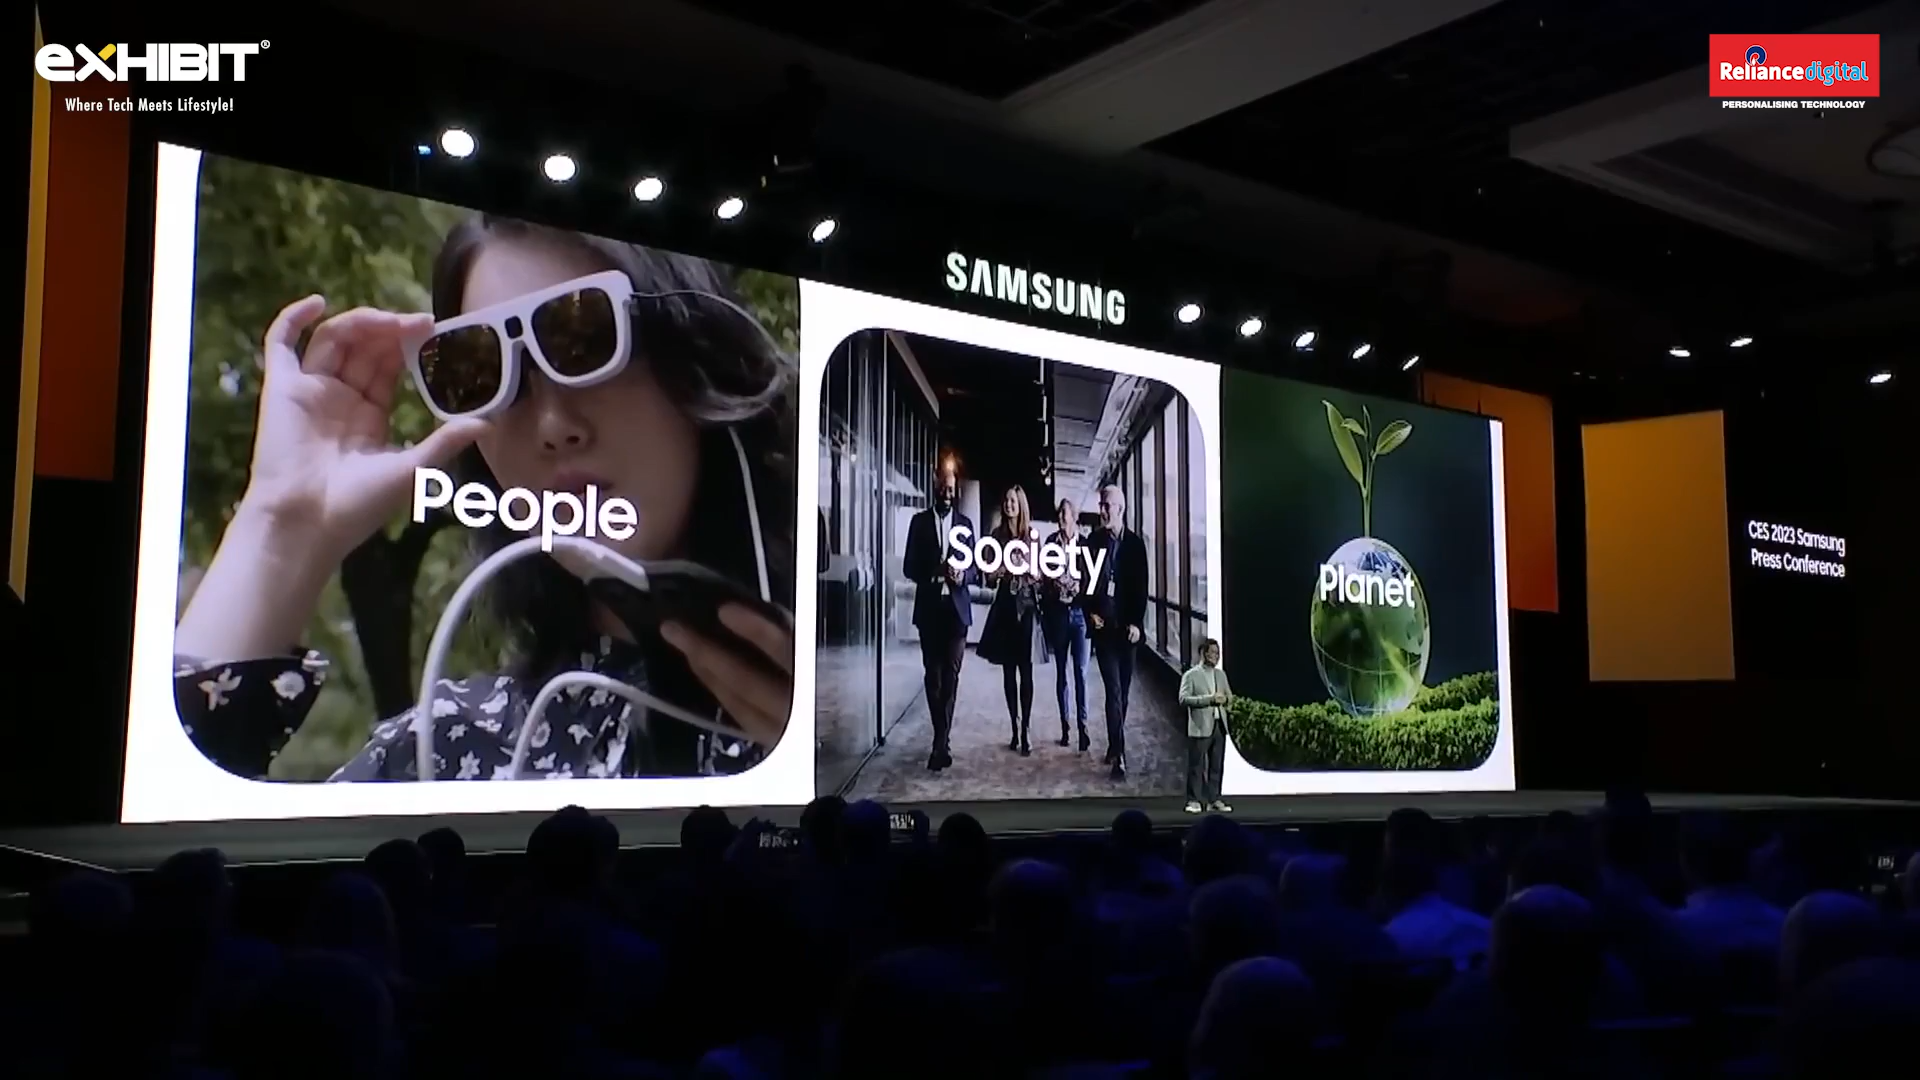 exHIBIT®
Where Tech Meets Lifestyle!
Reliance digital
PERSONALISING TECHNOLOGY
SAMSUNG
People
Society
Planet
CES 2023 Samsung
Press Conference